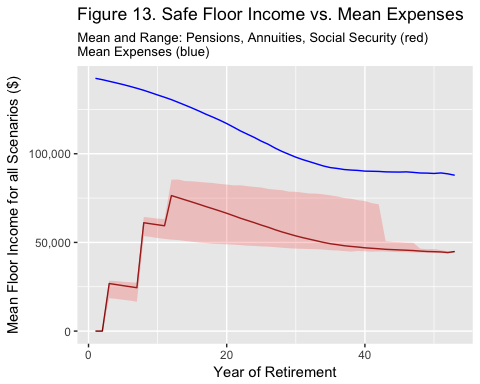 Figure 13. Safe Floor Income vs. Mean Expenses
Mean and Range: Pensions, Annuities, Social Security (red)
Mean Expenses (blue)
Mean Floor Income for all Scenarios ($)
100,000
50,000
0
0 20 40
Year of Retirement